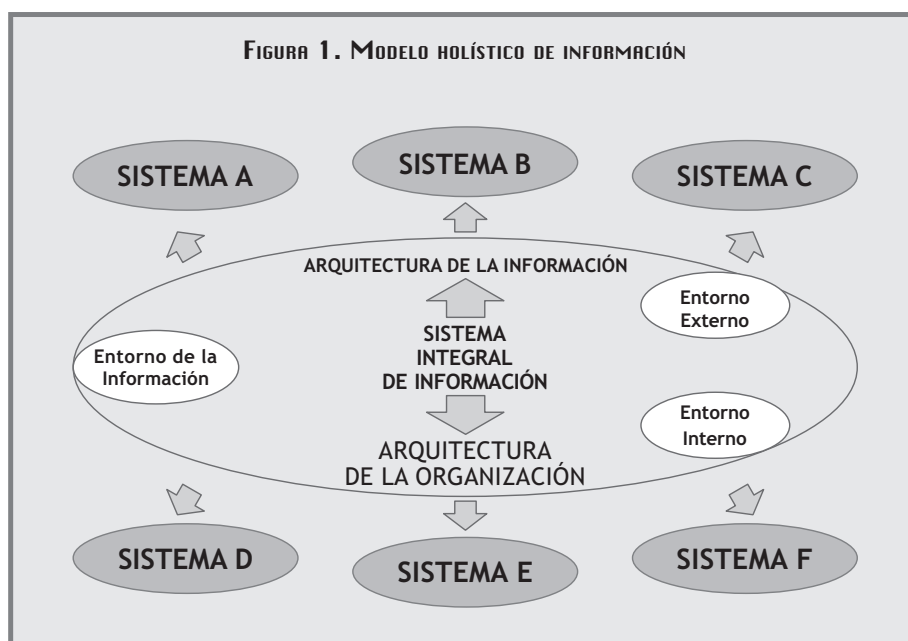 FIGURA 1. MODELO HOLÍSTICO DE INFORMACIÓN
SISTEMA A
SISTEMA B
SISTEMA C
ARQUITECTURA DE LA INFORMACIÓN
Entorno
Externo
SISTEMA
INTEGRAL
DE INFORMACIÓN
Entorno de la
Información
Entorno
Interno
ARQUITECTURA
DE LA ORGANIZACIÓN
SISTEMA D
SISTEMA E
SISTEMA F